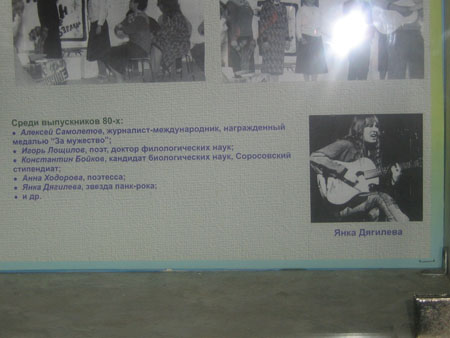 Среди выпускников 80-х:
• Алексей Самолетов, журналист-международник, награжденный
медалью "За мужество";
• Игорь Лощилов, поэт, доктор филологических наук;
• Константин Бойков, кандидат биологических наук, Соросовский
стипендиат;
• Анна Ходорова, поэтесса;
• Янка Дягилева, звезда панк-рока;
• и др.
Янка Дягилева